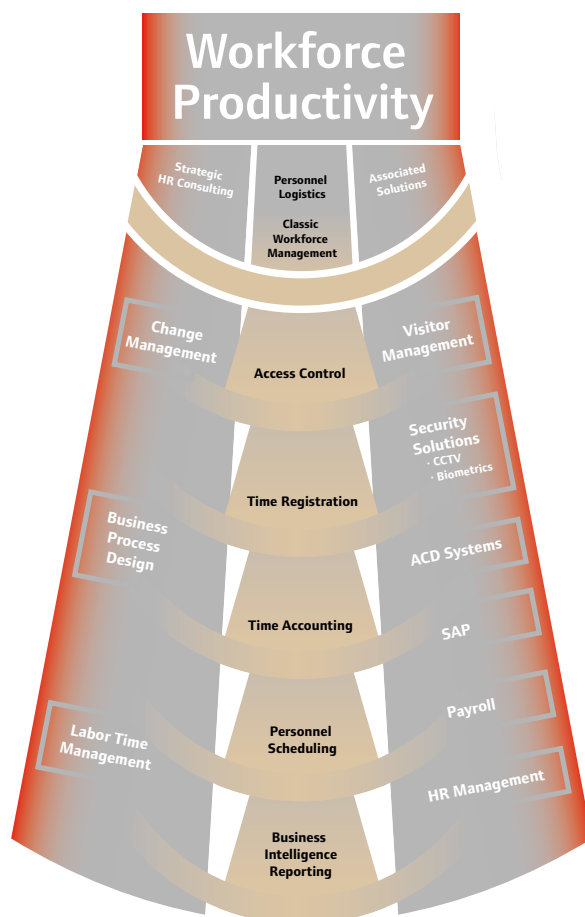 Workforce
Productivity
Strategic
HR Consulting
Personnel
Logistics
Classic
Workforce
Management
Associated
Solutions
Change
Management
Business
Process
Design
Labor Time
Management
Access Control
Time Registration
Time Accounting
Personnel
Scheduling
Business
Intelligence
Reporting
Visitor
Management
Security
Solutions
· CCTV
· Biometrics
ACD Systems
SAP
Payroll
HR Management